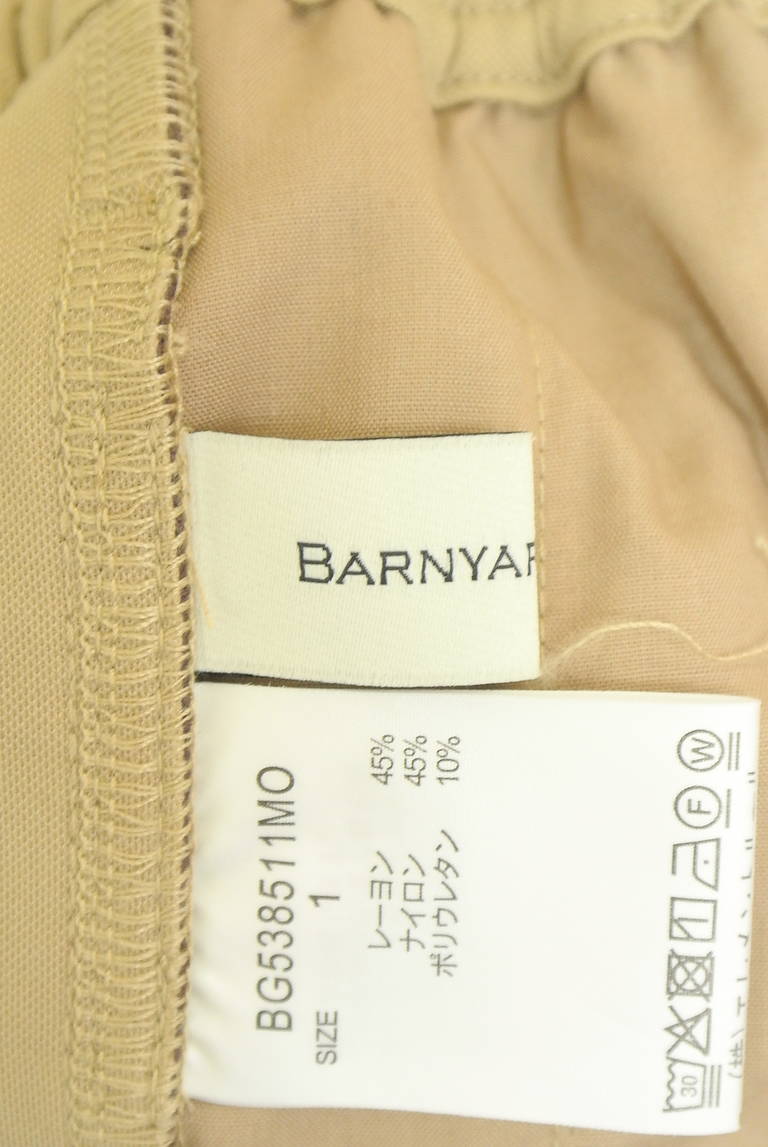 BARNYAR
BG538511MO
SIZE 1
レーヨン 45%
ナイロン 45%
ポリウレタン 10%
30
F
W